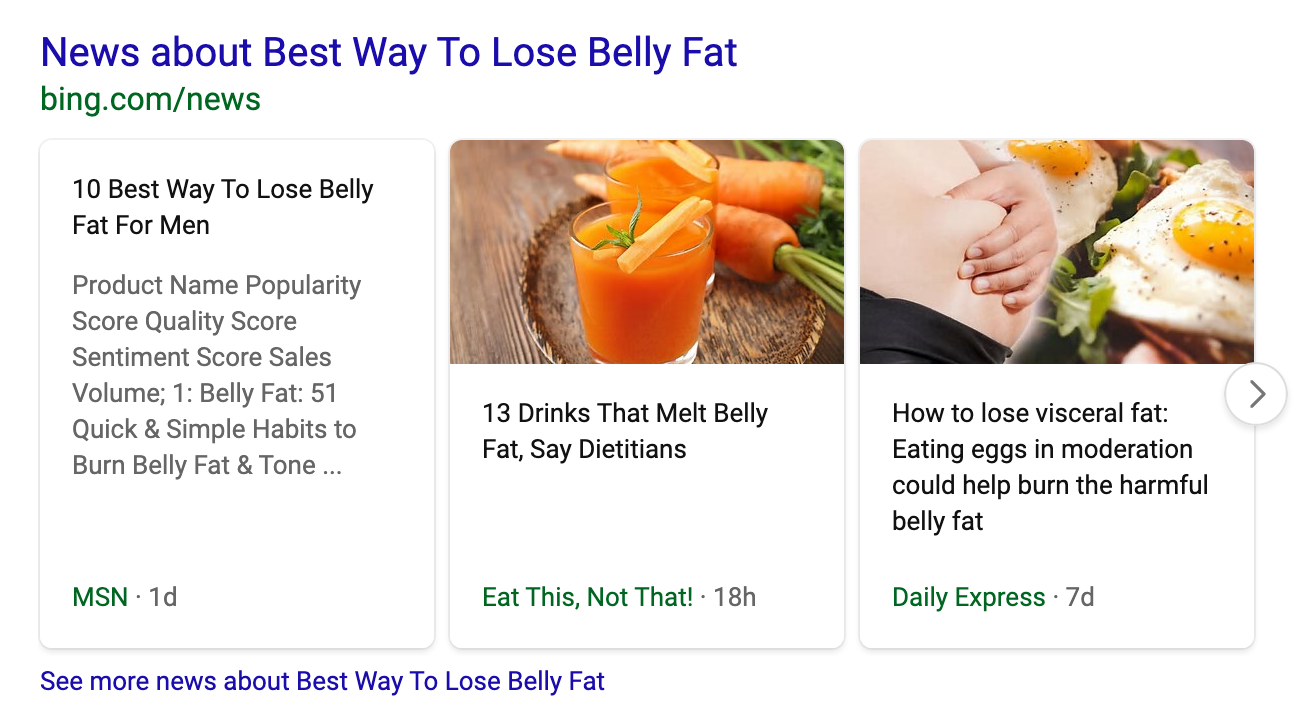 News about Best Way To Lose Belly Fat
bing.com/news
10 Best Way To Lose Belly
Fat For Men
Product Name Popularity
Score Quality Score
Sentiment Score Sales
Volume; 1: Belly Fat: 51
Quick & Simple Habits to
Burn Belly Fat & Tone ...
MSN · 1d
13 Drinks That Melt Belly
Fat, Say Dietitians
Eat This, Not That! · 18h
How to lose visceral fat:
Eating eggs in moderation
could help burn the harmful
belly fat
Daily Express · 7d
See more news about Best Way To Lose Belly Fat